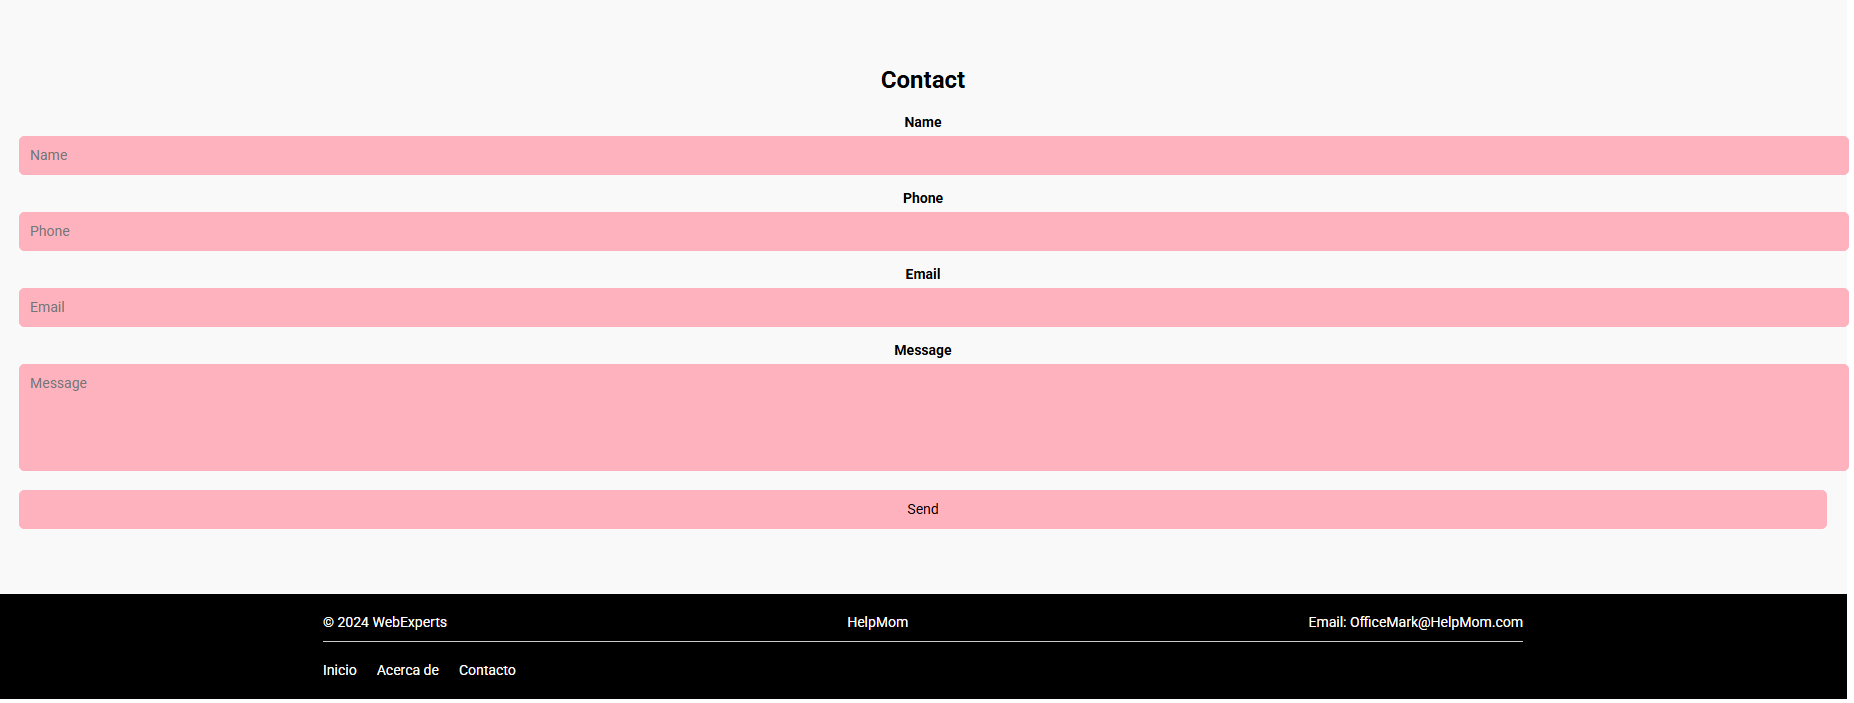 Contact
Name
Name
Phone
Phone
Email
Email
Message
Message
Send
© 2024 WebExperts HelpMom Email: OfficeMark@HelpMom.com
Inicio Acerca de Contacto